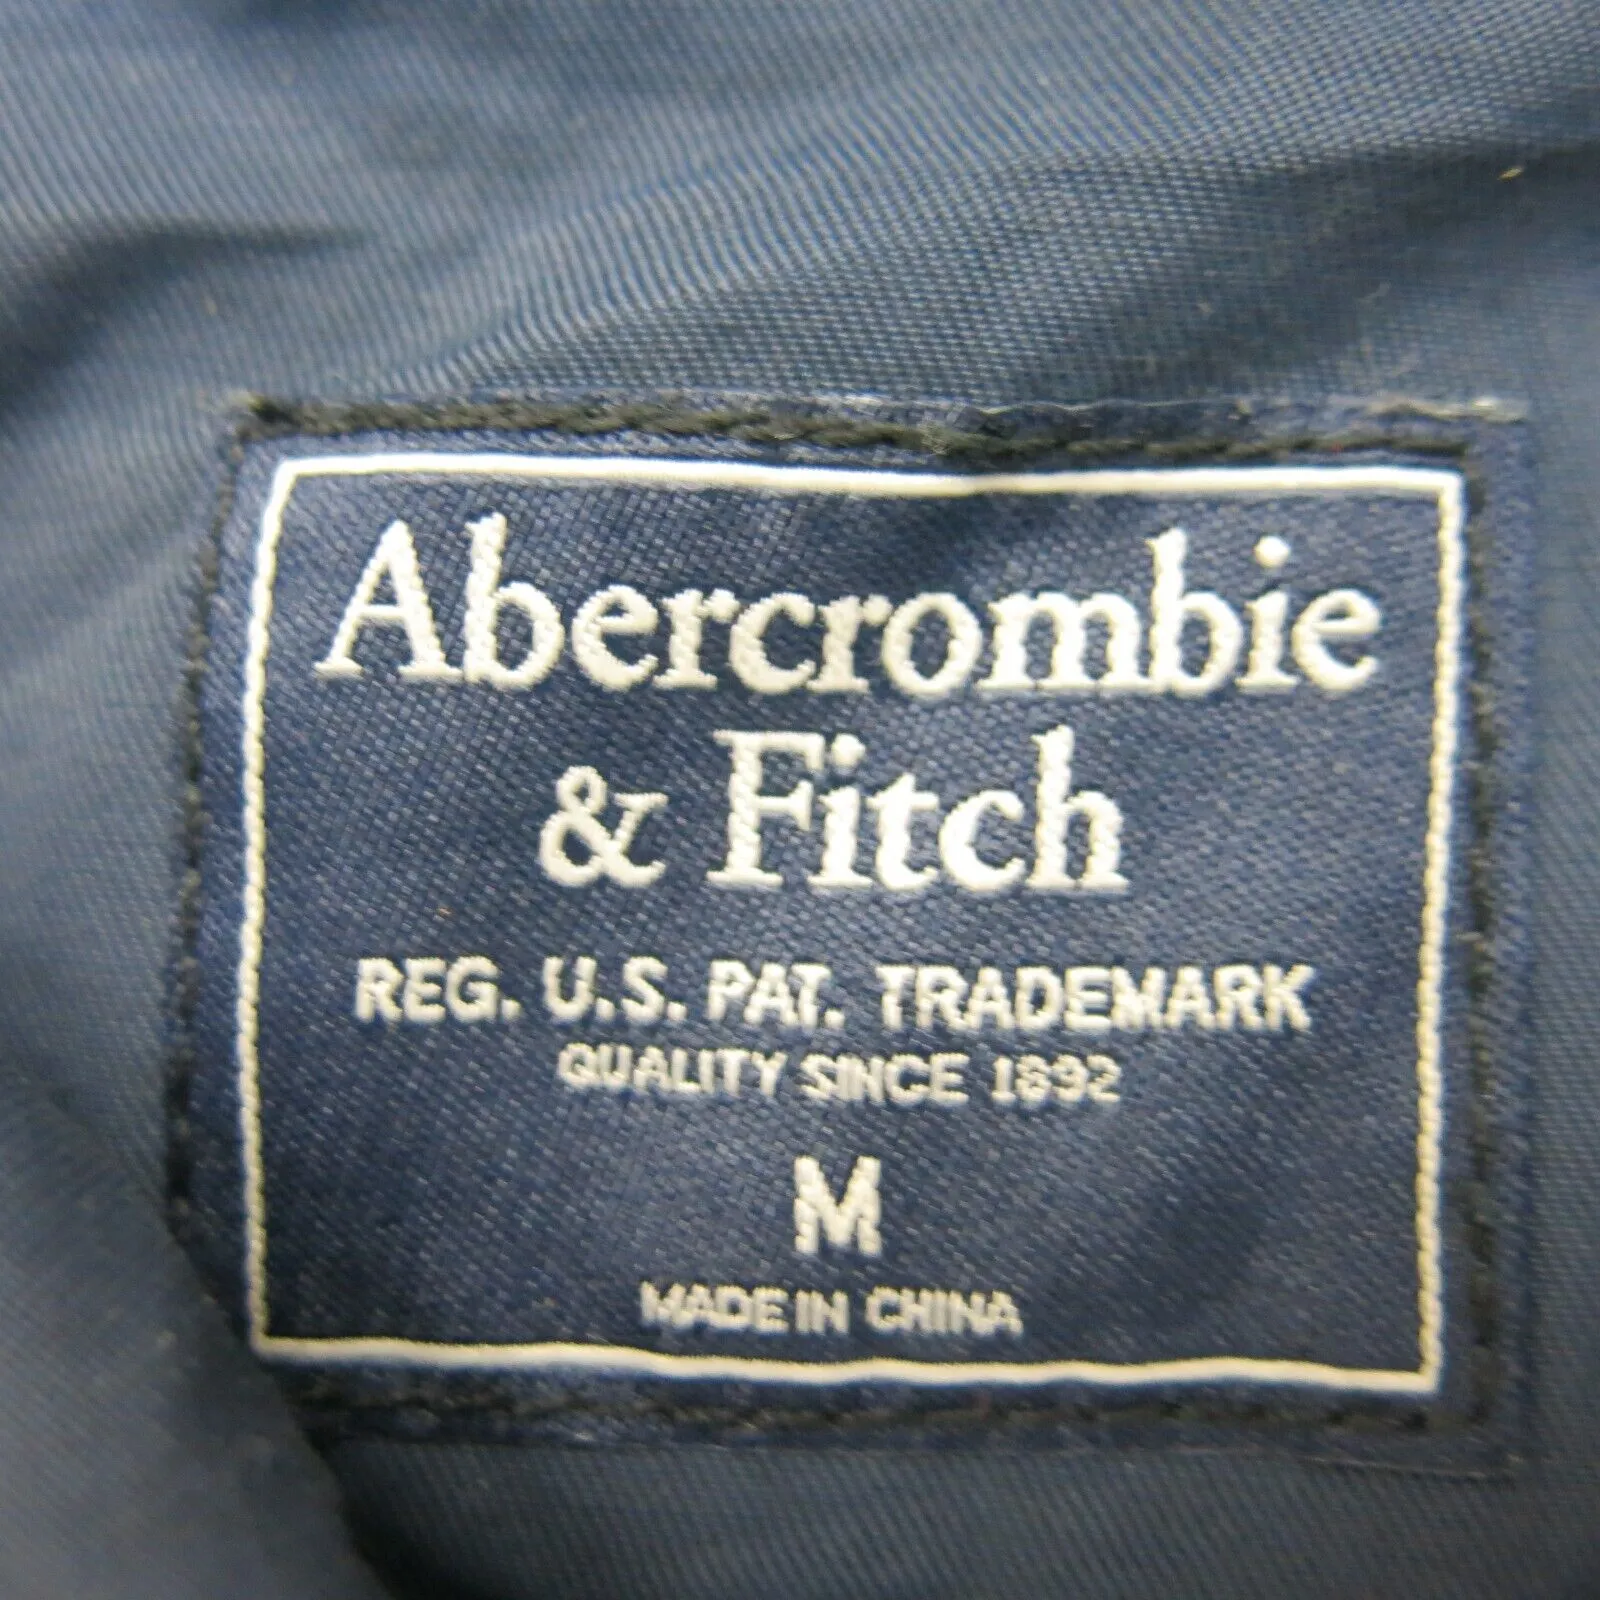 Abercrombie
& Fitch
REG. U.S. PAT. TRADEMARK
QUALITY SINCE 1892
M
MADE IN CHINA